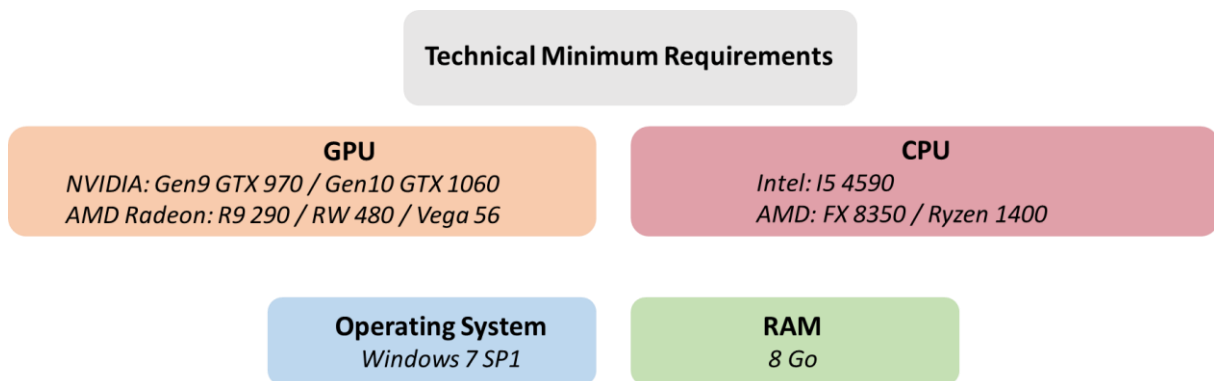 Technical Minimum Requirements
GPU
NVIDIA: Gen9 GTX 970 / Gen10 GTX 1060
AMD Radeon: R9 290 / RW 480 / Vega 56
CPU
Intel: I5 4590
AMD: FX 8350 / Ryzen 1400
Operating System
Windows 7 SP1
RAM
8 Go